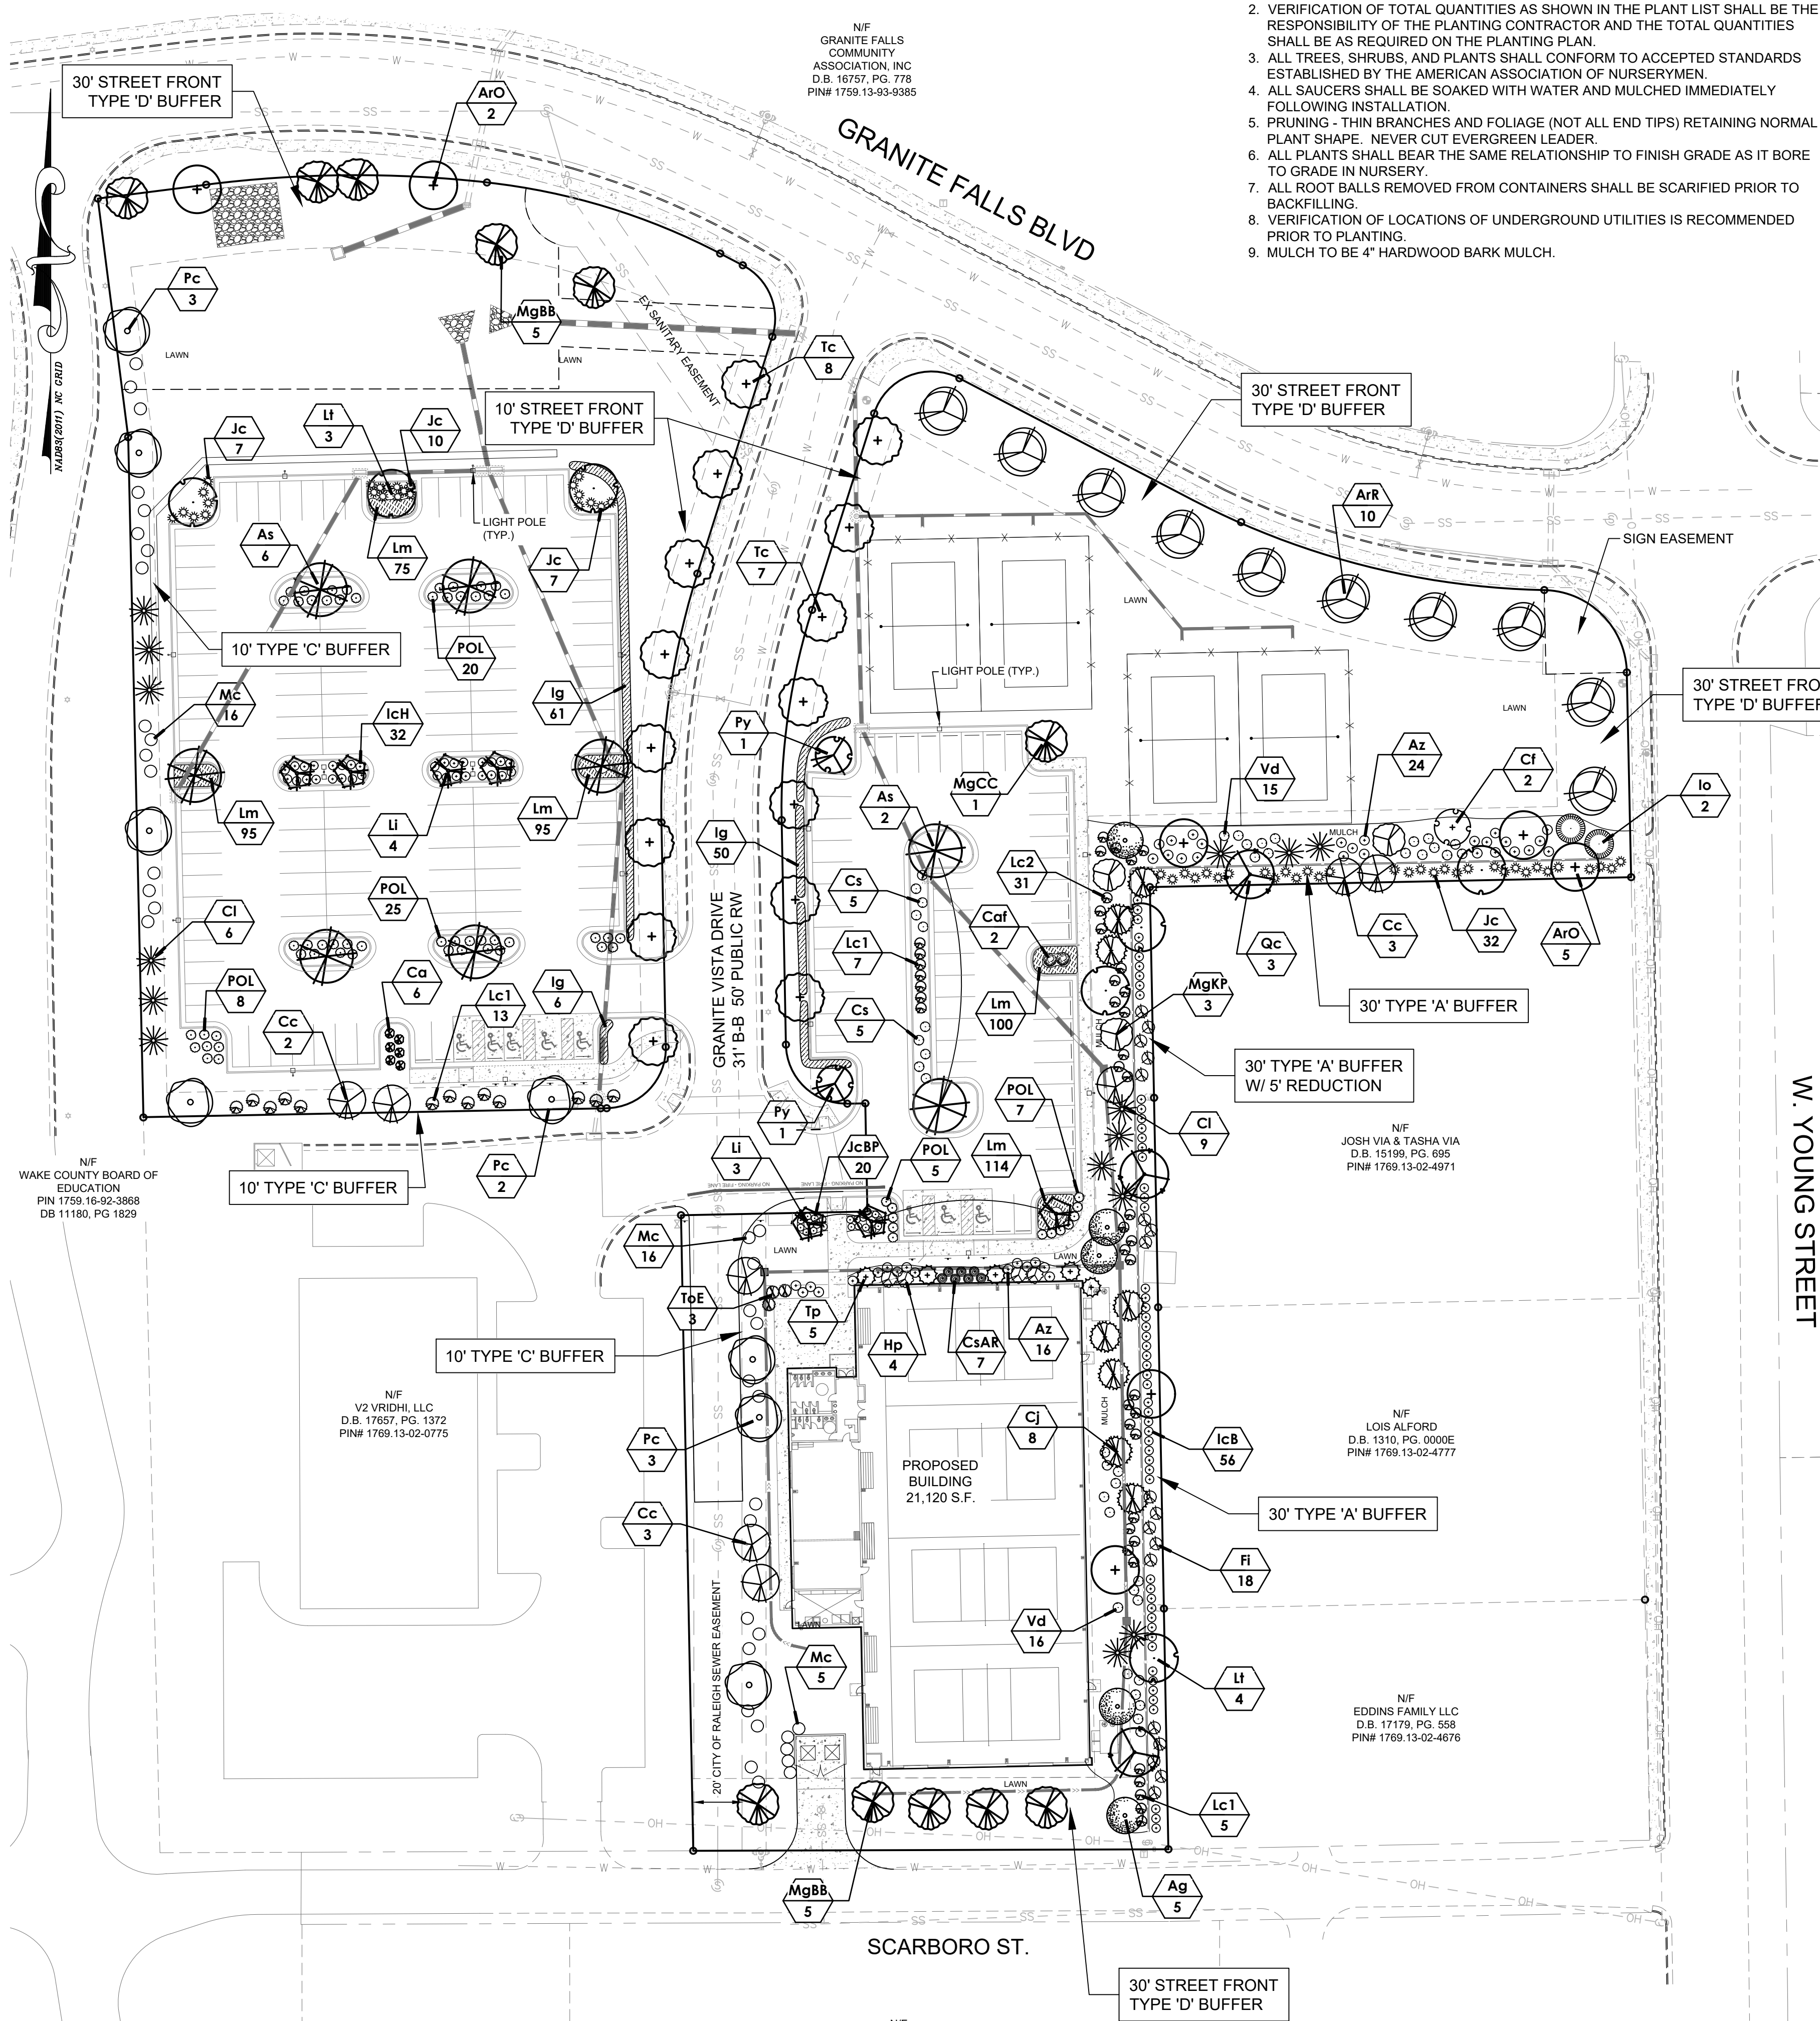 2. VERIFICATION OF TOTAL QUANTITIES AS SHOWN IN THE PLANT LIST SHALL BE THE
RESPONSIBILITY OF THE PLANTING CONTRACTOR AND THE TOTAL QUANTITIES
SHALL BE AS REQUIRED ON THE PLANTING PLAN.
3. ALL TREES, SHRUBS, AND PLANTS SHALL CONFORM TO ACCEPTED STANDARDS
ESTABLISHED BY THE AMERICAN ASSOCIATION OF NURSERYMEN.
4. ALL SAUCERS SHALL BE SOAKED WITH WATER AND MULCHED IMMEDIATELY
FOLLOWING INSTALLATION.
5. PRUNING - THIN BRANCHES AND FOLIAGE (NOT ALL END TIPS) RETAINING NORMAL
PLANT SHAPE. NEVER CUT EVERGREEN LEADER.
6. ALL PLANTS SHALL BEAR THE SAME RELATIONSHIP TO FINISH GRADE AS IT BORE
TO GRADE IN NURSERY.
7. ALL ROOT BALLS REMOVED FROM CONTAINERS SHALL BE SCARIFIED PRIOR TO
BACKFILLING.
8. VERIFICATION OF LOCATIONS OF UNDERGROUND UTILITIES IS RECOMMENDED
PRIOR TO PLANTING.
9. MULCH TO BE 4" HARDWOOD BARK MULCH.
N/F
GRANITE FALLS
COMMUNITY
ASSOCIATION, INC
D.B. 16757, PG. 778
PIN# 1759.13-93-9385
GRANITE FALLS BLVD
30' STREET FRONT
TYPE 'D' BUFFER
ArO
2
NAD83(2011) NC GRID
Pc
3
LAWN
MgBB
5
LAWN
EX SANITARY EASEMENT
Tc
8
10' STREET FRONT
TYPE 'D' BUFFER
30' STREET FRONT
TYPE 'D' BUFFER
Jc
7
Lt
3
Jc
10
ArR
10
SIGN EASEMENT
As
6
Lm
75
LIGHT POLE
(TYP.)
Jc
7
Tc
7
LAWN
10' TYPE 'C' BUFFER
POL
20
LIGHT POLE (TYP.)
30' STREET FRO
TYPE 'D' BUFFE
LAWN
Mc
16
IcH
32
Ig
61
Py
1
MgCC
1
Vd
15
Az
24
Cf
2
Io
2
As
2
Lm
95
Li
4
Lm
95
Ig
50
MULCH
Lc2
31
Cs
5
POL
25
Caf
2
Qc
3
Cc
3
Jc
32
ArO
5
Lc1
7
Cl
6
POL
8
Ca
6
Lc1
13
Ig
6
Cc
2
GRANITE VISTA DRIVE
31' B-B 50' PUBLIC RW
Cs
5
Lm
100
MgKP
3
30' TYPE 'A' BUFFER
MULCH
30' TYPE 'A' BUFFER
W/ 5' REDUCTION
Py
1
POL
7
Cl
9
N/F
JOSH VIA & TASHA VIA
D.B. 15199, PG. 695
PIN# 1769.13-02-4971
W. YOUNG STREET
N/F
WAKE COUNTY BOARD OF
EDUCATION
PIN 1759.16-92-3868
DB 11180, PG 1829
10' TYPE 'C' BUFFER
Pc
2
Li
3
JcBP
20
POL
5
Lm
114
NO PARKING - FIRE LANE
NO PARKING - FIRE LANE
Mc
16
LAWN
LAWN
ToE
3
Tp
5
Hp
4
CsAR
7
Az
16
10' TYPE 'C' BUFFER
N/F
V2 VRIDHI, LLC
D.B. 17657, PG. 1372
PIN# 1769.13-02-0775
MULCH
Pc
3
Cj
8
IcB
56
N/F
LOIS ALFORD
D.B. 1310, PG. 0000E
PIN# 1769.13-02-4777
PROPOSED
BUILDING
21,120 S.F.
30' TYPE 'A' BUFFER
Cc
3
Fi
18
20' CITY OF RALEIGH SEWER EASEMENT
LAWN
Vd
16
Mc
5
Lt
4
N/F
EDDINS FAMILY LLC
D.B. 17179, PG. 558
PIN# 1769.13-02-4676
LAWN
Lc1
5
MgBB
5
Ag
5
SCARBORO ST.
30' STREET FRONT
TYPE 'D' BUFFER